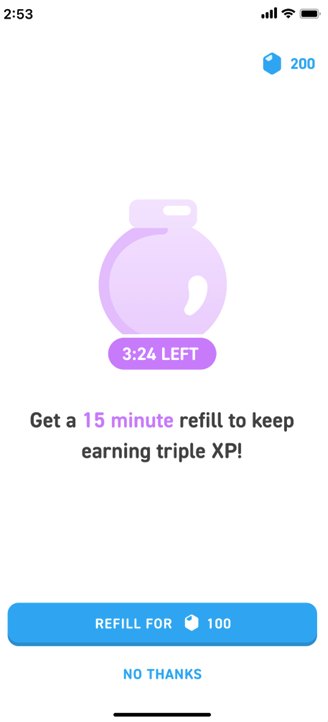 2:53
200
3:24 LEFT
Get a 15 minute refill to keep
earning triple XP!
REFILL FOR 100
NO THANKS